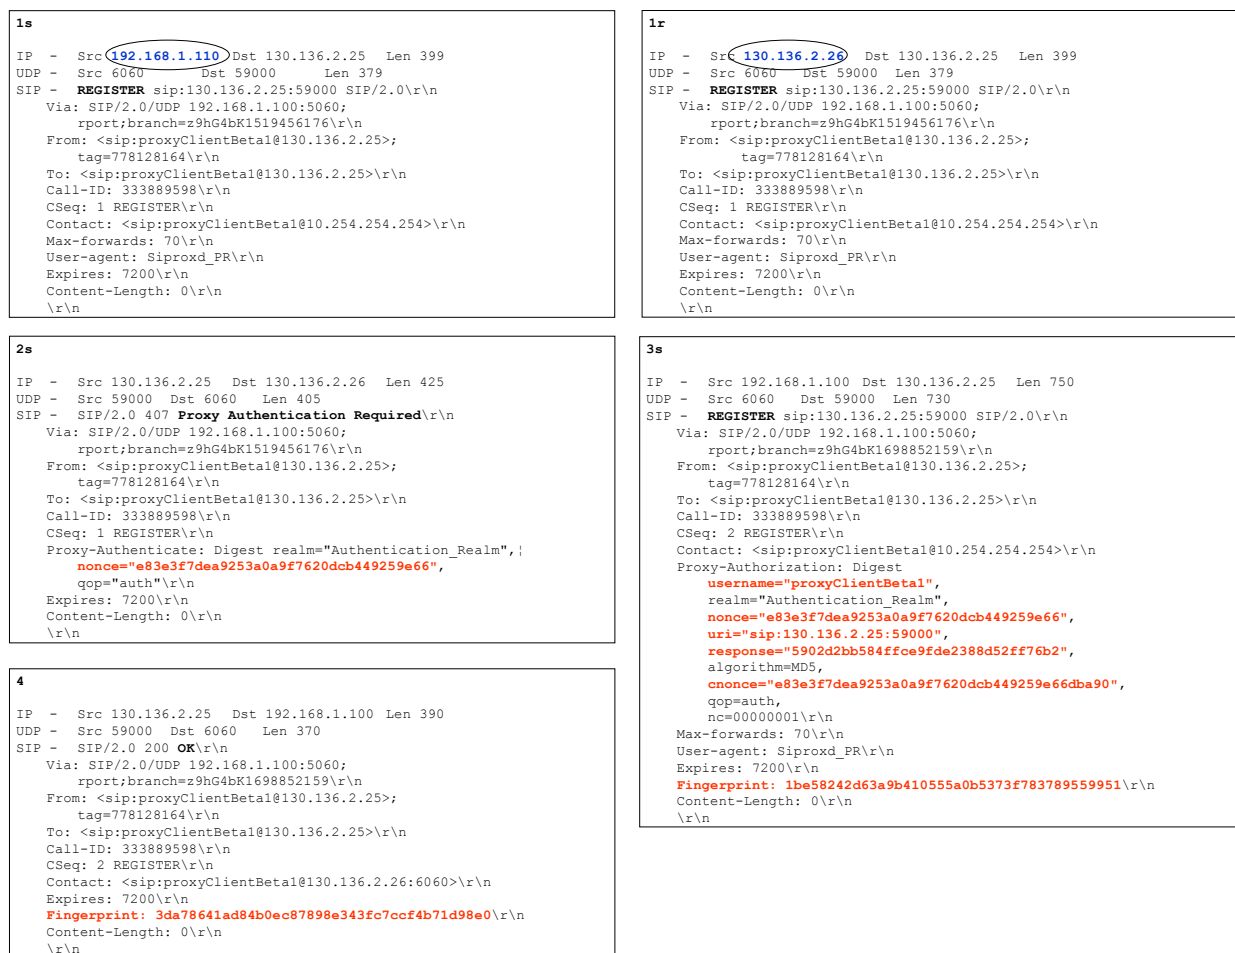 1s
IP - Src 192.168.1.110 Dst 130.136.2.25 Len 399
UDP - Src 6060 Dst 59000 Len 379
SIP - REGISTER sip:130.136.2.25:59000 SIP/2.0\r\n
Via: SIP/2.0/UDP 192.168.1.100:5060;
rport;branch=z9hG4bK1519456176\r\n
From: <sip:proxyClientBeta1@130.136.2.25>;
tag=778128164\r\n
To: <sip:proxyClientBeta1@130.136.2.25>\r\n
Call-ID: 333889598\r\n
CSeq: 1 REGISTER\r\n
Contact: <sip:proxyClientBeta1@10.254.254.254>\r\n
Max-forwards: 70\r\n
User-agent: Siproxd_PR\r\n
Expires: 7200\r\n
Content-Length: 0\r\n
\r\n
1r
IP - Src 130.136.2.26 Dst 130.136.2.25 Len 399
UDP - Src 6060 Dst 59000 Len 379
SIP - REGISTER sip:130.136.2.25:59000 SIP/2.0\r\n
Via: SIP/2.0/UDP 192.168.1.100:5060;
rport;branch=z9hG4bK1519456176\r\n
From: <sip:proxyClientBeta1@130.136.2.25>;
tag=778128164\r\n
To: <sip:proxyClientBeta1@130.136.2.25>\r\n
Call-ID: 333889598\r\n
CSeq: 1 REGISTER\r\n
Contact: <sip:proxyClientBeta1@10.254.254.254>\r\n
Max-forwards: 70\r\n
User-agent: Siproxd_PR\r\n
Expires: 7200\r\n
Content-Length: 0\r\n
\r\n
2s
IP - Src 130.136.2.25 Dst 130.136.2.26 Len 425
UDP - Src 59000 Dst 6060 Len 405
SIP - SIP/2.0 407 Proxy Authentication Required\r\n
Via: SIP/2.0/UDP 192.168.1.100:5060;
rport;branch=z9hG4bK1519456176\r\n
From: <sip:proxyClientBeta1@130.136.2.25>;
tag=778128164\r\n
To: <sip:proxyClientBeta1@130.136.2.25>\r\n
Call-ID: 333889598\r\n
CSeq: 1 REGISTER\r\n
Proxy-Authenticate: Digest realm="Authentication_Realm",¦
nonce="e83e3f7dea9253a0a9f7620dcb449259e66",
qop="auth"\r\n
Expires: 7200\r\n
Content-Length: 0\r\n
\r\n
3s
IP - Src 192.168.1.100 Dst 130.136.2.25 Len 750
UDP - Src 6060 Dst 59000 Len 730
SIP - REGISTER sip:130.136.2.25:59000 SIP/2.0\r\n
Via: SIP/2.0/UDP 192.168.1.100:5060;
rport;branch=z9hG4bK1698852159\r\n
From: <sip:proxyClientBeta1@130.136.2.25>;
tag=778128164\r\n
To: <sip:proxyClientBeta1@130.136.2.25>\r\n
Call-ID: 333889598\r\n
CSeq: 2 REGISTER\r\n
Contact: <sip:proxyClientBeta1@10.254.254.254>\r\n
Proxy-Authorization: Digest
username="proxyClientBeta1",
realm="Authentication_Realm",
nonce="e83e3f7dea9253a0a9f7620dcb449259e66",
uri="sip:130.136.2.25:59000",
response="5902d2bb584ffce9fde2388d52ff76b2",
algorithm=MD5,
cnonce="e83e3f7dea9253a0a9f7620dcb449259e66dba90",
qop=auth,
nc=00000001\r\n
Max-forwards: 70\r\n
User-agent: Siproxd_PR\r\n
Expires: 7200\r\n
Fingerprint: 1be58242d63a9b410555a0b5373f783789559951\r\n
Content-Length: 0\r\n
\r\n
4
IP - Src 130.136.2.25 Dst 192.168.1.100 Len 390
UDP - Src 59000 Dst 6060 Len 370
SIP - SIP/2.0 200 OK\r\n
Via: SIP/2.0/UDP 192.168.1.100:5060;
rport;branch=z9hG4bK1698852159\r\n
From: <sip:proxyClientBeta1@130.136.2.25>;
tag=778128164\r\n
To: <sip:proxyClientBeta1@130.136.2.25>\r\n
Call-ID: 333889598\r\n
CSeq: 2 REGISTER\r\n
Contact: <sip:proxyClientBeta1@130.136.2.26:6060>\r\n
Expires: 7200\r\n
Fingerprint: 3da78641ad84b0ec87898e343fc7ccf4b71d98e0\r\n
Content-Length: 0\r\n
\r\n